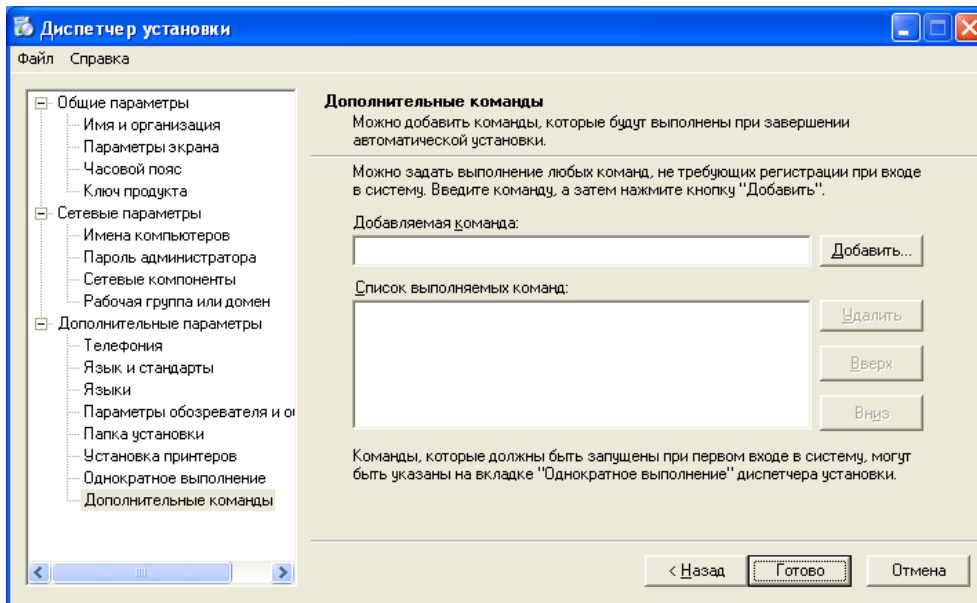 Диспетчер установки
Файл Справка
Общие параметры
Имя и организация
Параметры экрана
Часовой пояс
Ключ продукта
Сетевые параметры
Имена компьютеров
Пароль администратора
Сетевые компоненты
Рабочая группа или домен
Дополнительные параметры
Телефония
Язык и стандарты
Языки
Параметры обозревателя и о
Папка установки
Установка принтеров
Однократное выполнение
Дополнительные команды
Дополнительные команды
Можно добавить команды, которые будут выполнены при завершении
автоматической установки.
Можно задать выполнение любых команд, не требующих регистрации при входе
в систему. Введите команду, а затем нажмите кнопку "Добавить".
Добавляемая команда:
Добавить...
Список выполняемых команд:
Удалить
Вверх
Вниз
Команды, которые должны быть запущены при первом входе в систему, могут
быть указаны на вкладке "Однократное выполнение" диспетчера установки.
< Назад
Готово
Отмена